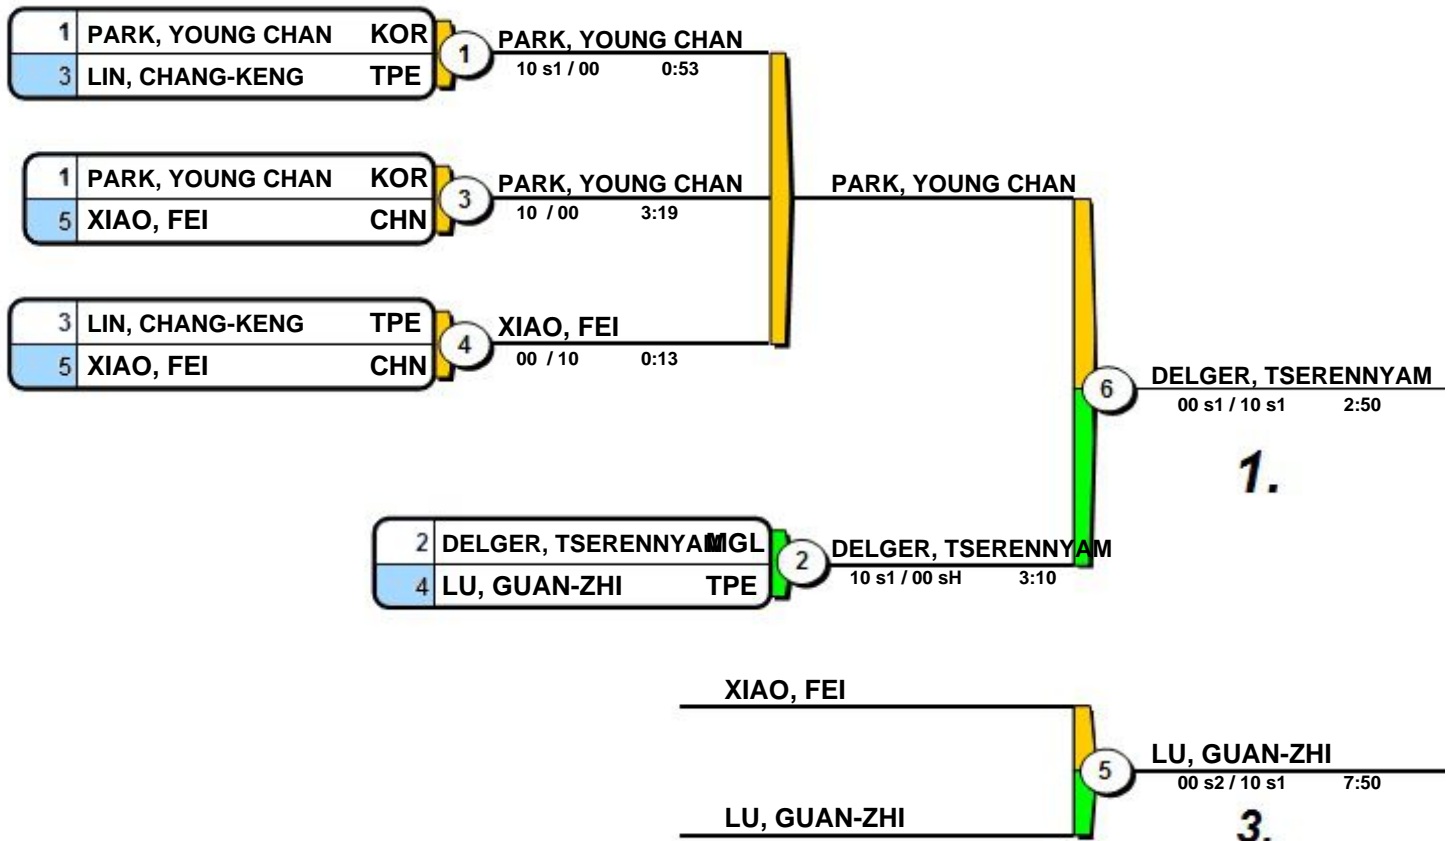 1 PARK, YOUNG CHAN KOR
3 LIN, CHANG-KENG TPE
1
PARK, YOUNG CHAN
10 s1 / 00 0:53
1 PARK, YOUNG CHAN KOR
5 XIAO, FEI CHN
3
PARK, YOUNG CHAN
10 / 00 3:19
PARK, YOUNG CHAN
3 LIN, CHANG-KENG TPE
5 XIAO, FEI CHN
4
XIAO, FEI
00 / 10 0:13
6
DELGER, TSERENNYAM
00 s1 / 10 s1 2:50
1.
2 DELGER, TSERENNYAM MGL
4 LU, GUAN-ZHI TPE
2
DELGER, TSERENNYAM
10 s1 / 00 sH 3:10
XIAO, FEI
LU, GUAN-ZHI
5
LU, GUAN-ZHI
00 s2 / 10 s1 7:50
3.